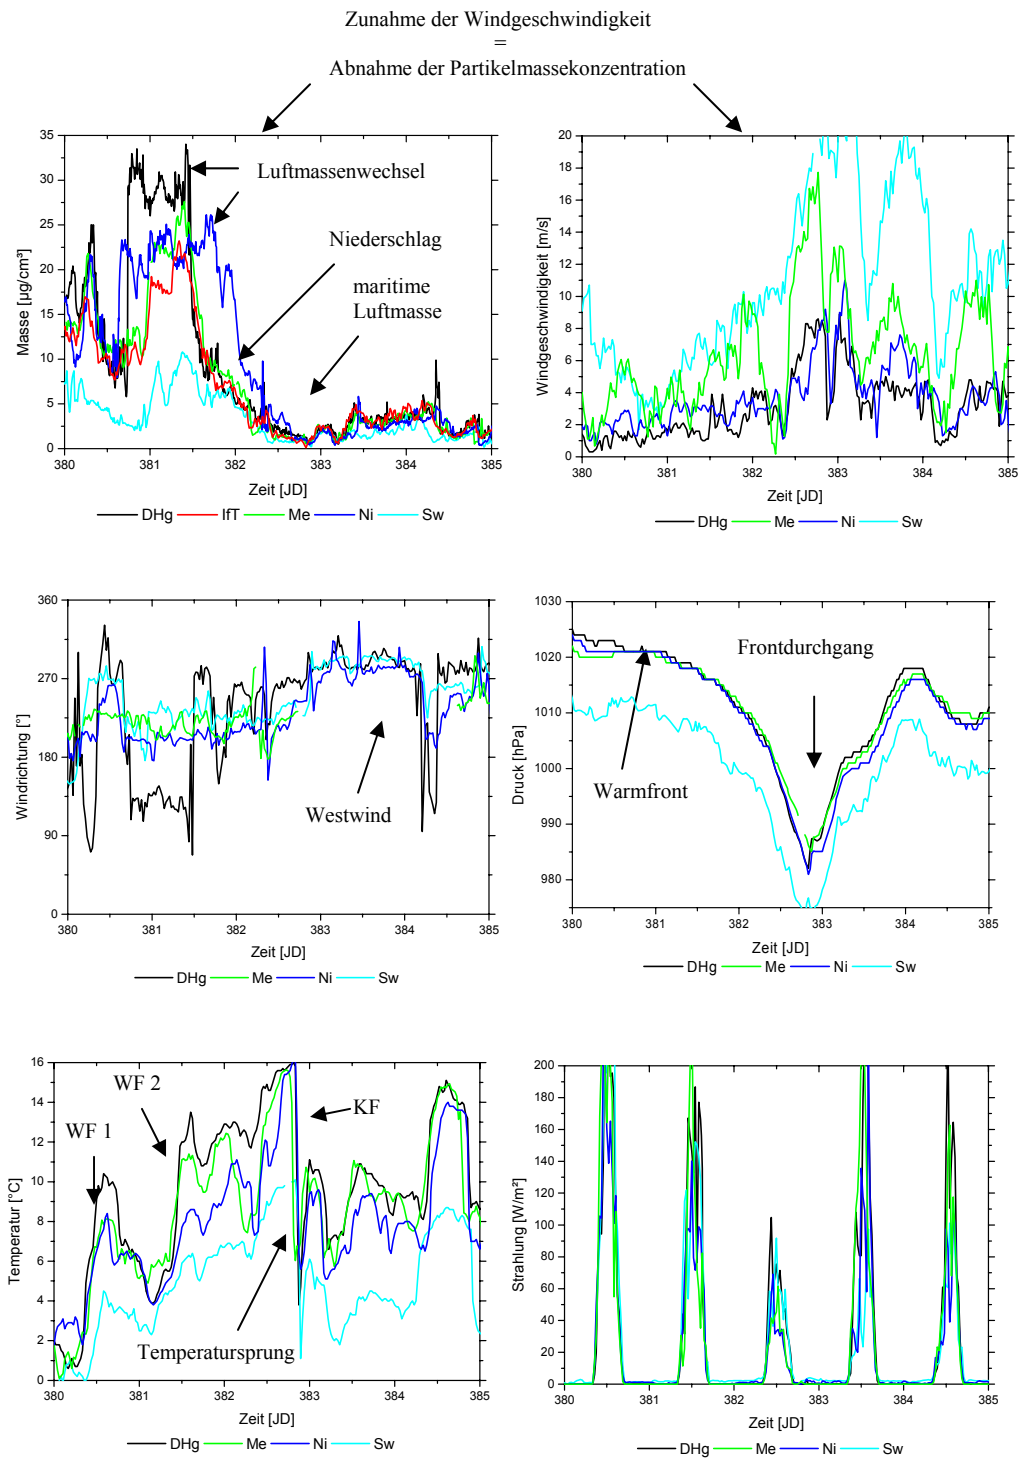 Zunahme der Windgeschwindigkeit
=
Abnahme der Partikelmassekonzentration
35
30
25
20
15
10
5
0
Masse [µg/cm³]
Luftmassenwechsel
Niederschlag
maritime
Luftmasse
380 381 382 383 384 385
Zeit [JD]
DHg IfT Me Ni Sw
20
18
16
14
12
10
8
6
4
2
0
Windgeschwindigkeit [m/s]
380 381 382 383 384 385
Zeit [JD]
DHg Me Ni Sw
360
270
180
90
0
Windrichtung [°]
Westwind
380 381 382 383 384 385
Zeit [JD]
DHg Me Ni Sw
1030
1020
1010
1000
990
980
Druck [hPa]
Frontdurchgang
Warmfront
380 381 382 383 384 385
Zeit [JD]
DHg Me Ni Sw
16
14
12
10
8
6
4
2
0
Temperatur [°C]
WF 2
WF 1
KF
Temperatursprung
380 381 382 383 384 385
Zeit [JD]
DHg Me Ni Sw
200
180
160
140
120
100
80
60
40
20
0
Strahlung [W/m²]
380 381 382 383 384 385
Zeit [JD]
DHg Me Ni Sw